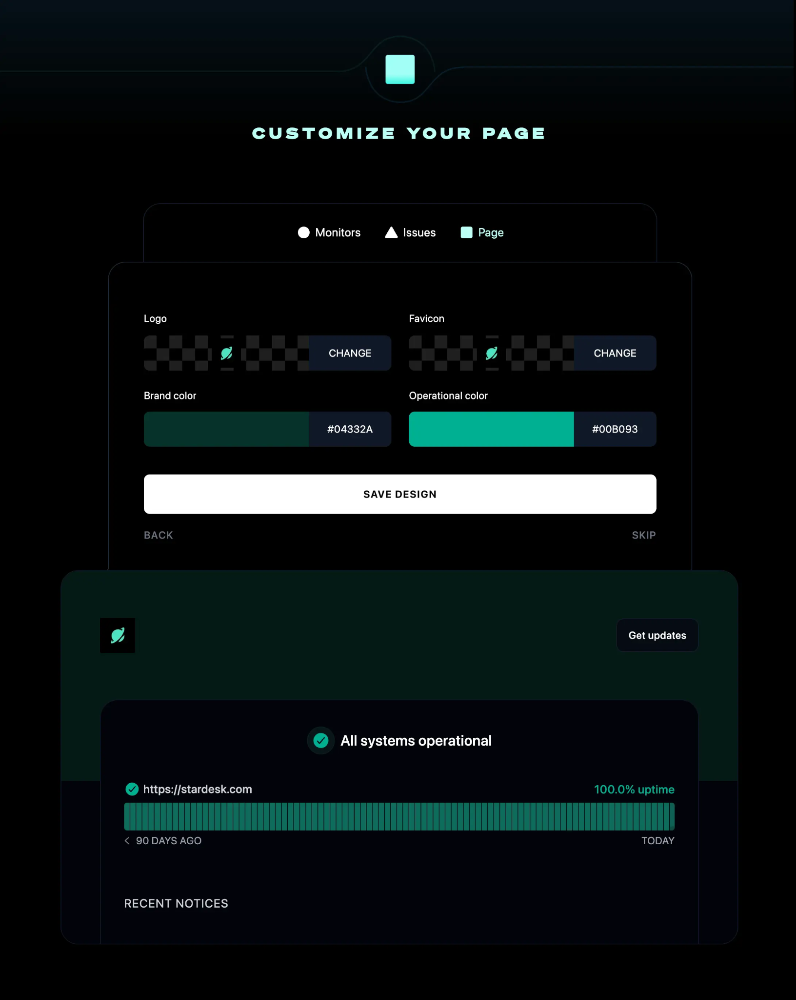 CUSTOMIZE YOUR PAGE
Monitors Issues Page
Logo Favicon
CHANGE CHANGE
Brand color Operational color
#04332A #00B093
SAVE DESIGN
BACK SKIP
Get updates
All systems operational
https://stardesk.com 100.0% uptime
< 90 DAYS AGO TODAY
RECENT NOTICES